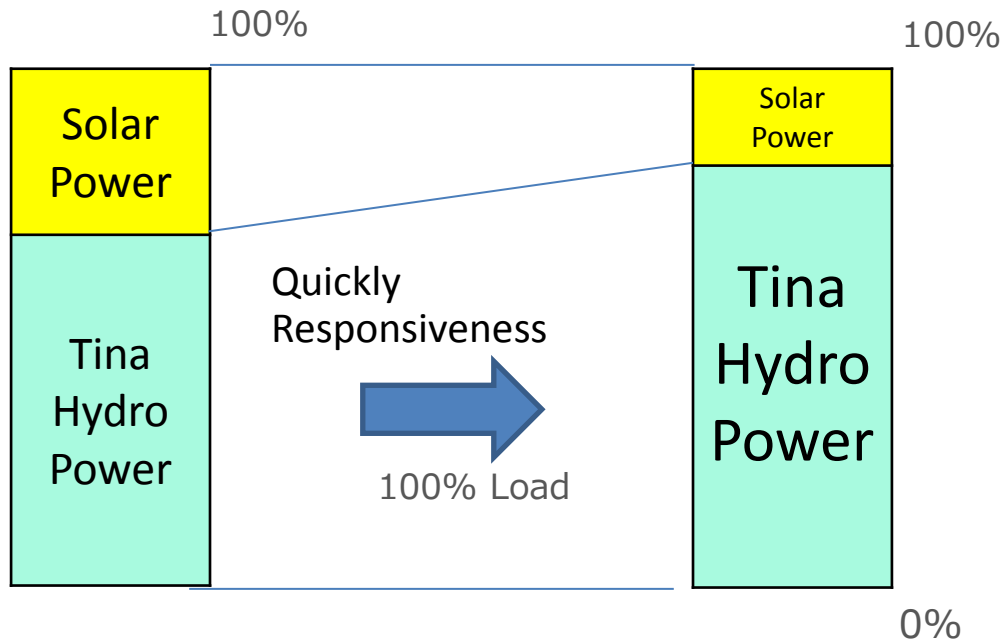 100%
100%
Solar
Power
Solar
Power
Quickly
Responsiveness
Tina
Hydro
Power
Tina
Hydro
Power
100% Load
0%